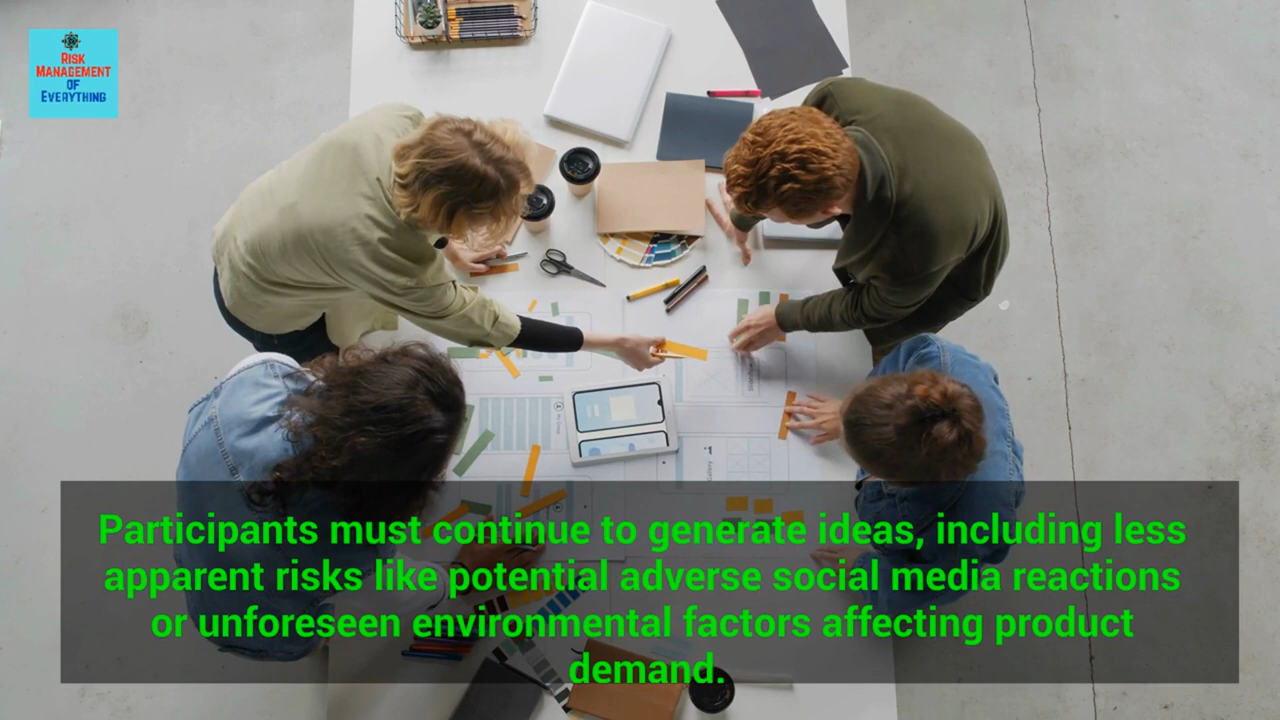 RISK
MANAGEMENT
OF
EVERYTHING
Participants must continue to generate ideas, including less
apparent risks like potential adverse social media reactions
or unforeseen environmental factors affecting product
demand.